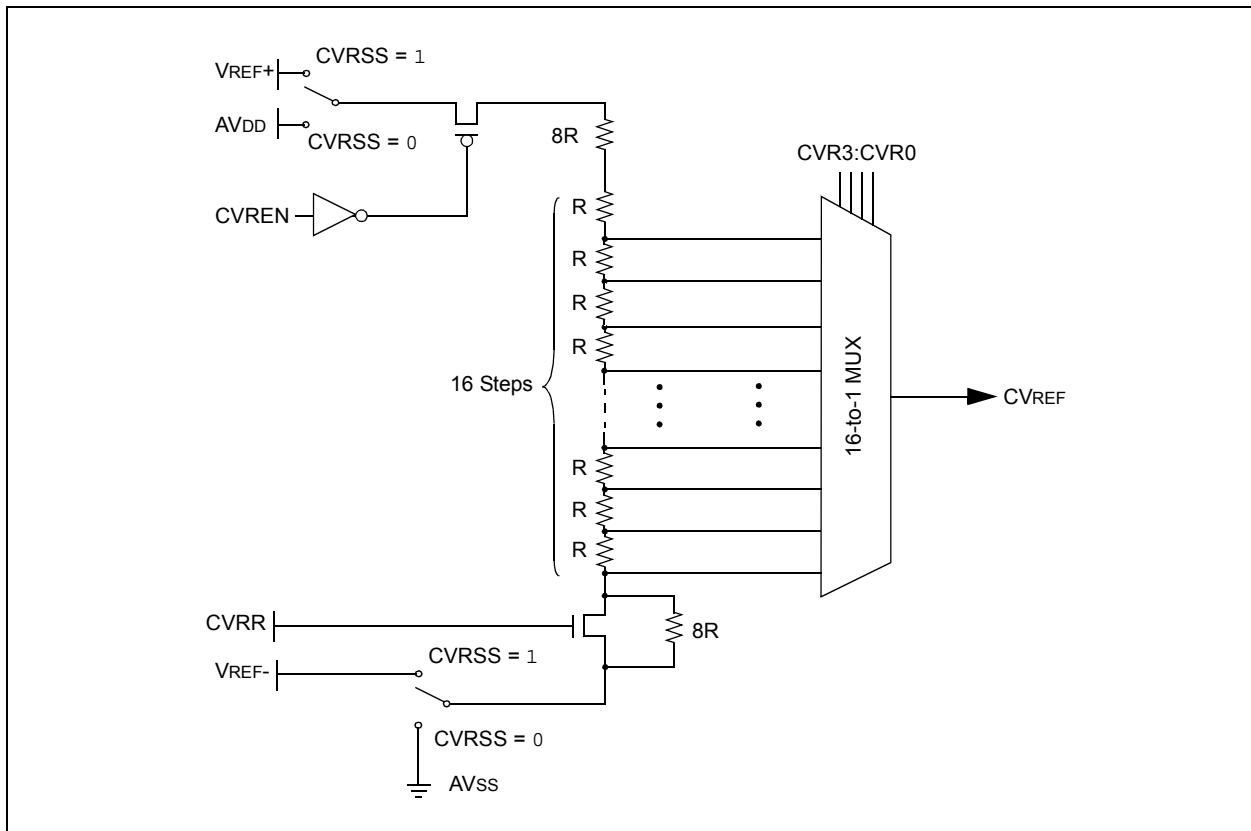 CVRSS = 1
VREF+
AVDD
CVRSS = 0
8R
CVR3:CVR0
CVREN
R
R
R
R
16 Steps
16-to-1 MUX
CVREF
R
R
R
CVRR
8R
CVRSS = 1
VREF-
CVRSS = 0
AVSS